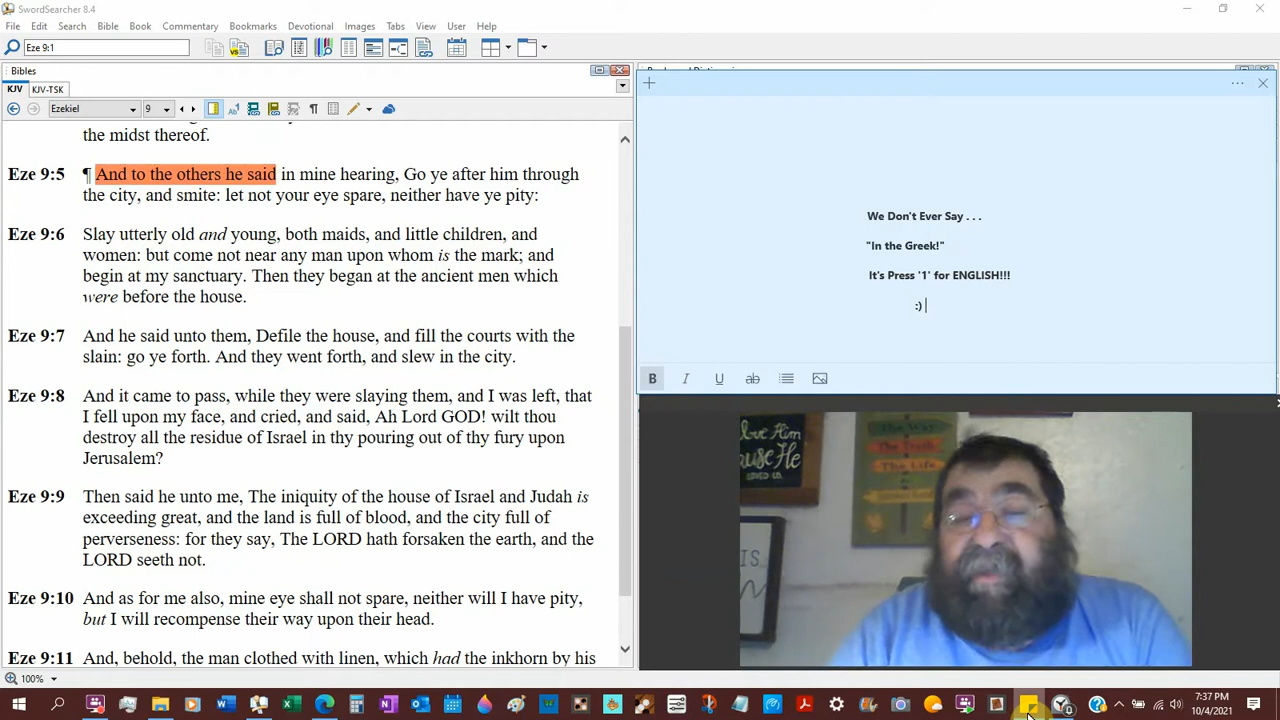 SwordSearcher 8.4
File Edit Search Bible Book Commentary Bookmarks Devotional Images Tabs View User Help
Eze 9:1
Bibles
KJV KJV-TSK
Ezekiel 9
the midst thereof.
Eze 9:5 ¶ And to the others he said in mine hearing, Go ye after him through
the city, and smite: let not your eye spare, neither have ye pity:
Eze 9:6 Slay utterly old and young, both maids, and little children, and
women: but come not near any man upon whom is the mark; and
begin at my sanctuary. Then they began at the ancient men which
were before the house.
Eze 9:7 And he said unto them, Defile the house, and fill the courts with the
slain: go ye forth. And they went forth, and slew in the city.
Eze 9:8 And it came to pass, while they were slaying them, and I was left, that
I fell upon my face, and cried, and said, Ah Lord GOD! wilt thou
destroy all the residue of Israel in thy pouring out of thy fury upon
Jerusalem?
Eze 9:9 Then said he unto me, The iniquity of the house of Israel and Judah is
exceeding great, and the land is full of blood, and the city full of
perverseness: for they say, The LORD hath forsaken the earth, and the
LORD seeth not.
Eze 9:10 And as for me also, mine eye shall not spare, neither will I have pity,
but I will recompense their way upon their head.
Eze 9:11 And, behold, the man clothed with linen, which had the inkhorn by his
100%
We Don't Ever Say . . .
"In the Greek!"
It's Press '1' for ENGLISH!!!
:)
B I U ab
Love Him
Cause He
LOVED US.
The Way
The Truth
The Life
IS
7:37 PM
10/4/2021